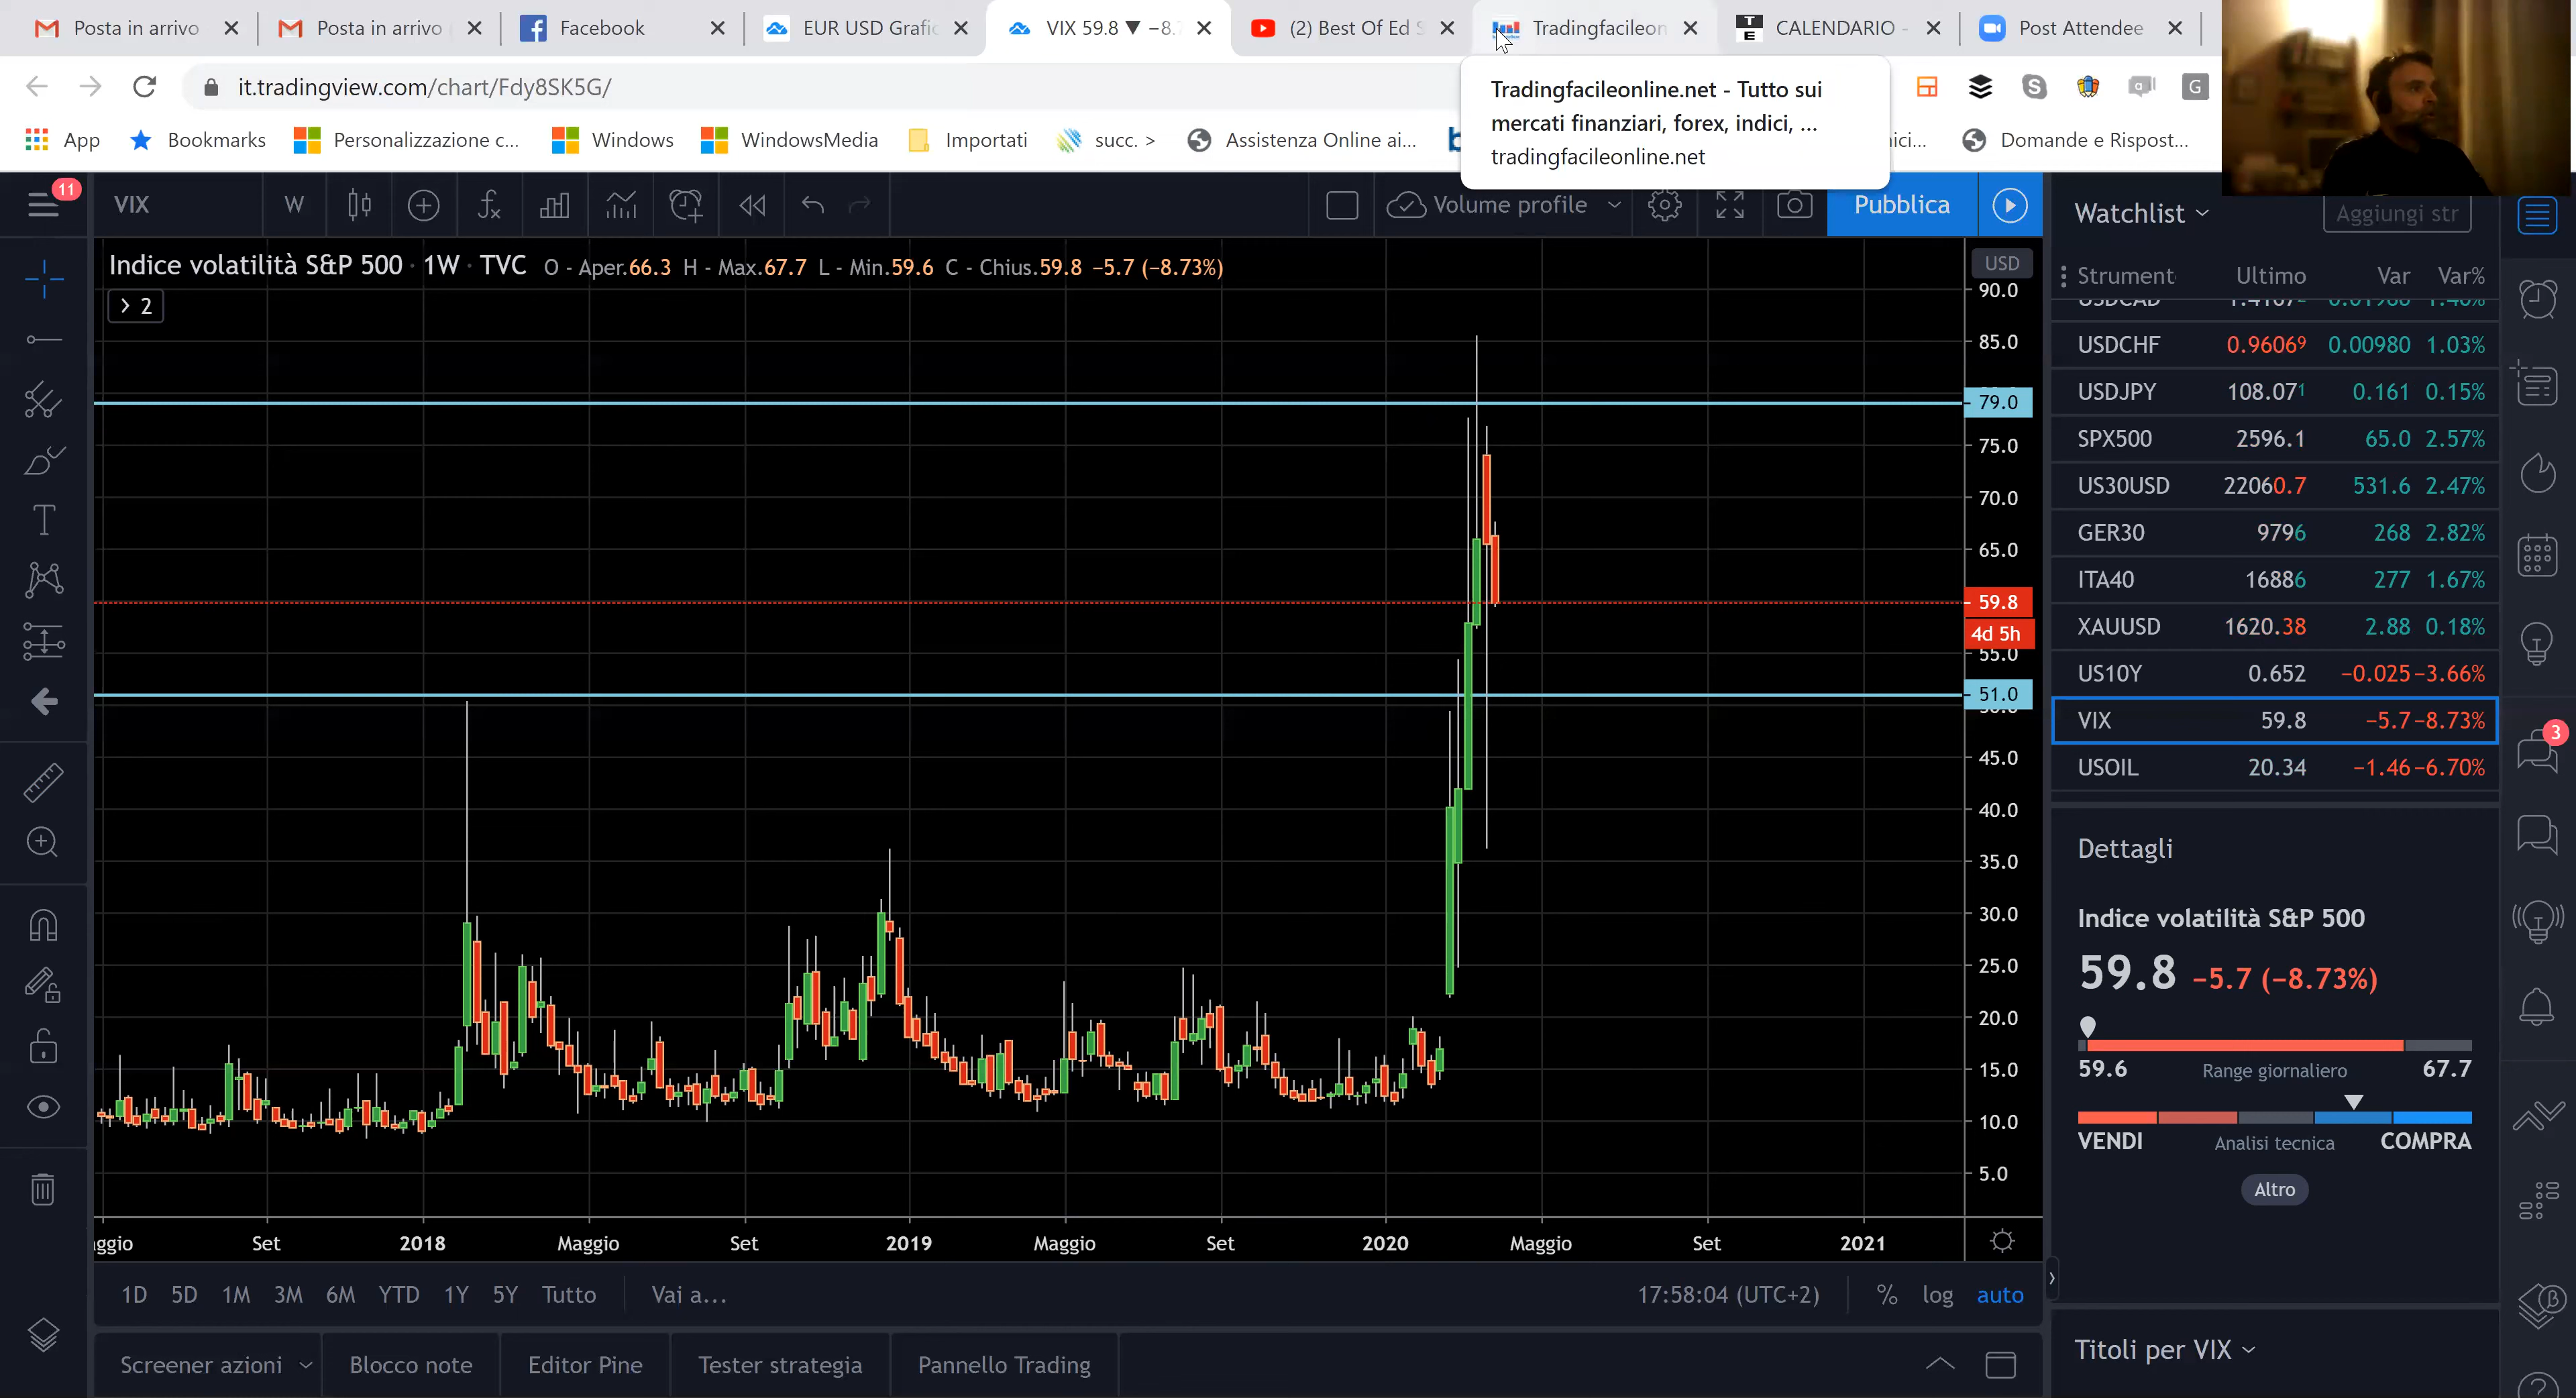 Posta in arrivo
Posta in arrivo
Facebook
EUR USD Grafic
VIX 59.8 ▼ −8.
(2) Best Of Ed S
Tradingfacileon
CALENDARIO -
Post Attendee
it.tradingview.com/chart/Fdy8SK5G/
Tradingfacileonline.net - Tutto sui
mercati finanziari, forex, indici, ...
tradingfacileonline.net
App
Bookmarks
Personalizzazione c...
Windows
WindowsMedia
Importati
succ. >
Assistenza Online ai...
ici...
Domande e Rispost...
11
VIX
W
Volume profile
Pubblica
Watchlist
Aggiungi str
Indice volatilità S&P 500 · 1W · TVC O - Aper.66.3 H - Max.67.7 L - Min.59.6 C - Chius.59.8 −5.7 (−8.73%)
> 2
USD
90.0
85.0
79.0
75.0
70.0
65.0
59.8
4d 5h
55.0
51.0
45.0
40.0
35.0
30.0
25.0
20.0
15.0
10.0
5.0
Strument Ultimo Var Var%
USDCAD
USDCHF 0.96069 0.00980 1.03%
USDJPY 108.071 0.161 0.15%
SPX500 2596.1 65.0 2.57%
US30USD 22060.7 531.6 2.47%
GER30 9796 268 2.82%
ITA40 16886 277 1.67%
XAUUSD 1620.38 2.88 0.18%
US10Y 0.652 −0.025 −3.66%
VIX 59.8 −5.7 −8.73%
USOIL 20.34 −1.46 −6.70%
3
Dettagli
Indice volatilità S&P 500
59.8 −5.7 (−8.73%)
59.6 Range giornaliero 67.7
VENDI Analisi tecnica COMPRA
Altro
Titoli per VIX
ggio Set 2018 Maggio Set 2019 Maggio Set 2020 Maggio Set 2021
1D 5D 1M 3M 6M YTD 1Y 5Y Tutto Vai a... 17:58:04 (UTC+2) % log auto
Screener azioni Blocco note Editor Pine Tester strategia Pannello Trading